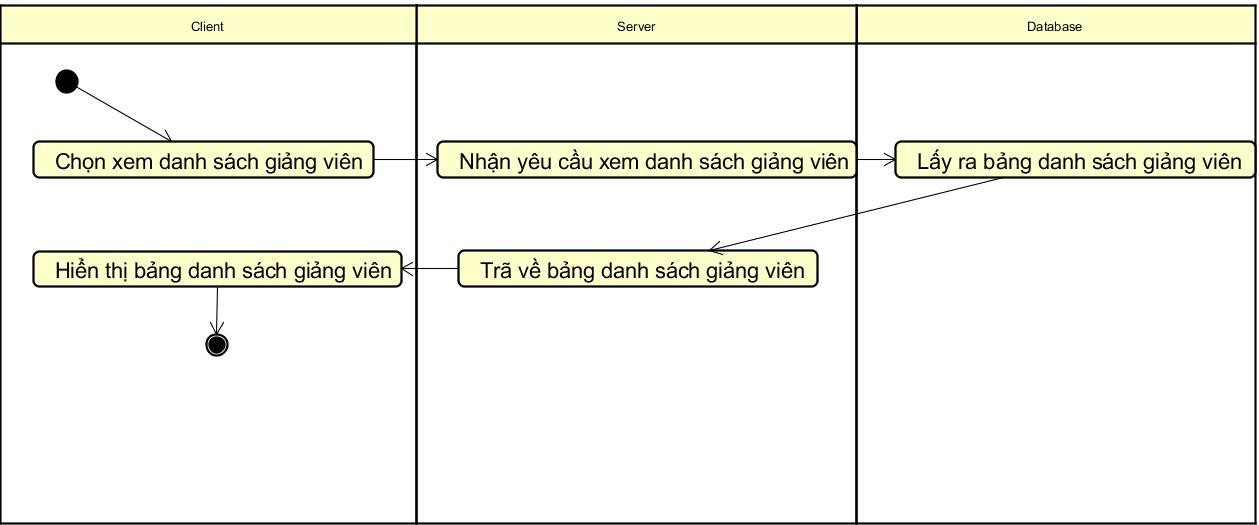 Client
Server
Database
Chọn xem danh sách giảng viên
Nhận yêu cầu xem danh sách giảng viên
Lấy ra bảng danh sách giảng viên
Hiển thị bảng danh sách giảng viên
Trã về bảng danh sách giảng viên